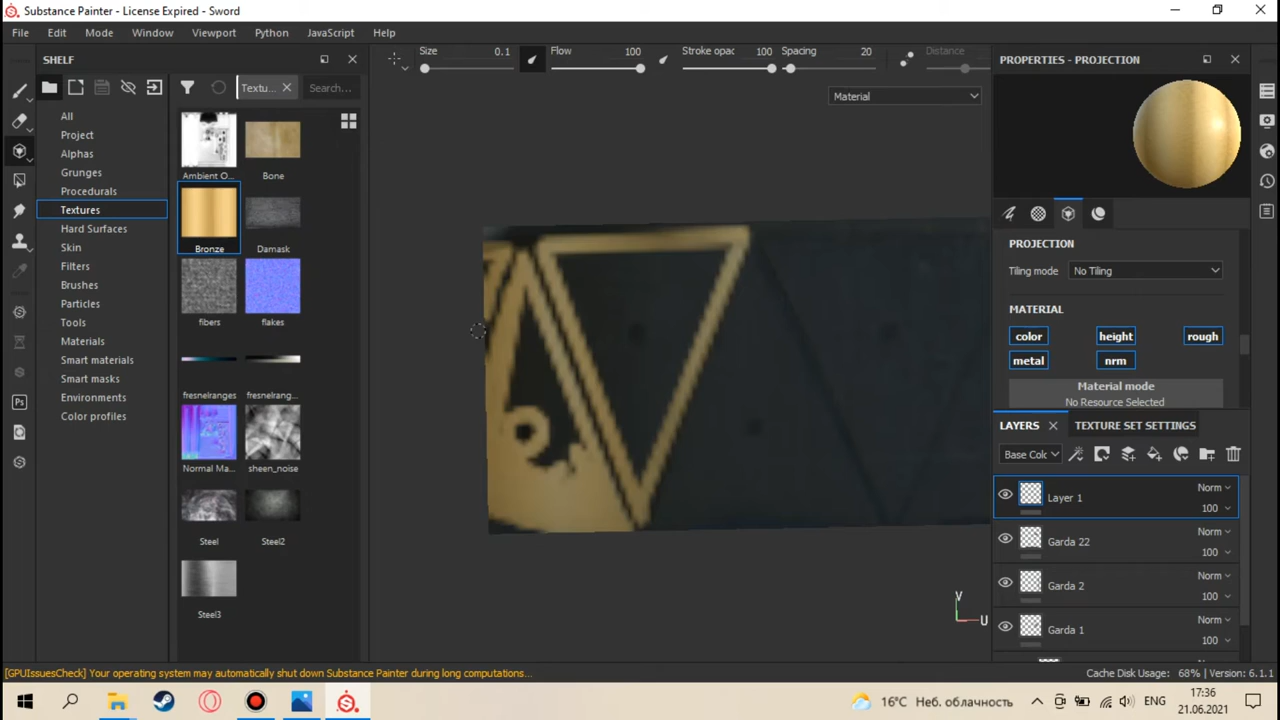 Substance Painter - License Expired - Sword
File Edit Mode Window Viewport Python JavaScript Help
SHELF
Textu...
Search...
All
Project
Alphas
Grunges
Procedurals
Textures
Hard Surfaces
Skin
Filters
Brushes
Particles
Tools
Materials
Smart materials
Smart masks
Environments
Color profiles
Ambient O... Bone
Bronze Damask
fibers flakes
fresnelranges fresnelrang...
Normal Ma... sheen_noise
Steel Steel2
Steel3
Size 0.1 Flow 100 Stroke opac 100 Spacing 20 Distance
Material
V
U
PROPERTIES - PROJECTION
PROJECTION
Tiling mode No Tiling
MATERIAL
color height rough
metal nrm
Material mode
No Resource Selected
LAYERS TEXTURE SET SETTINGS
Base Colc
Layer 1 Norm
100
Garda 22 Norm
100
Garda 2 Norm
100
Garda 1 Norm
100
[GPUIssuesCheck] Your operating system may automatically shut down Substance Painter during long computations...
Cache Disk Usage: 68% | Version: 6.1.1
Ps
16°C Неб. облачность
ENG
17:36
21.06.2021